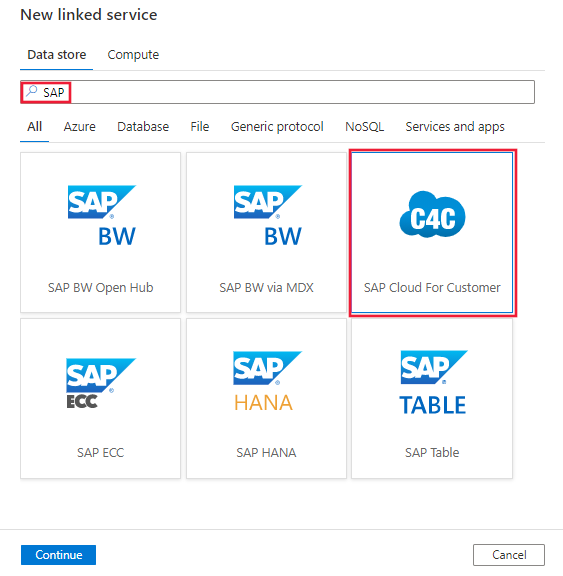 New linked service
Data store Compute
SAP
All Azure Database File Generic protocol NoSQL Services and apps
SAP® BW SAP® BW C4C
SAP BW Open Hub SAP BW via MDX SAP Cloud For Customer
SAP® ECC SAP® HANA SAP® TABLE
SAP ECC SAP HANA SAP Table
Continue Cancel